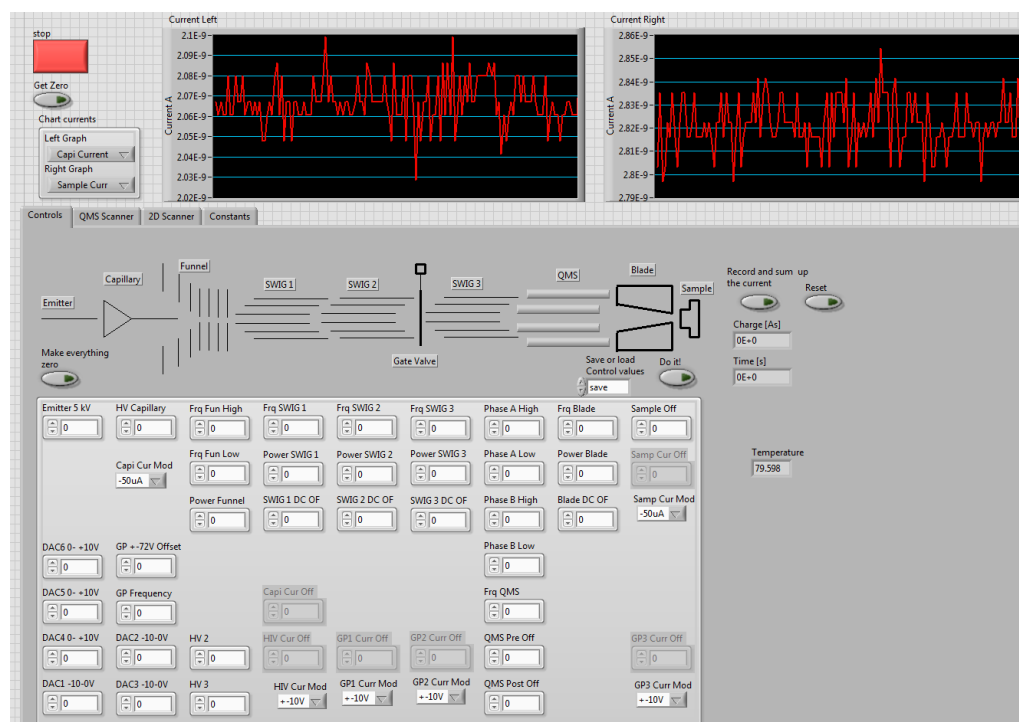 stop
Get Zero
Chart currents
Left Graph
Capi Current
Right Graph
Sample Curr
Current Left
2.1E-9
2.09E-9
2.08E-9
2.07E-9
2.06E-9
2.05E-9
2.04E-9
2.03E-9
2.02E-9
Current A
Current Right
2.86E-9
2.85E-9
2.84E-9
2.83E-9
2.82E-9
2.81E-9
2.8E-9
2.79E-9
Current A
Controls QMS Scanner 2D Scanner Constants
Emitter
Capillary
Funnel
SWIG 1
SWIG 2
Gate Valve
SWIG 3
QMS
Blade
Sample
Record and sum up
the current
Reset
Charge [As]
0E+0
Time [s]
0E+0
Make everything
zero
Save or load
Control values
save
Do it!
Temperature
79.598
Emitter 5 kV HV Capillary Frq Fun High Frq SWIG 1 Frq SWIG 2 Frq SWIG 3 Phase A High Frq Blade Sample Off
0 0 0 0 0 0 0 0 0
Capi Cur Mod Frq Fun Low Power SWIG 1 Power SWIG 2 Power SWIG 3 Phase A Low Power Blade Samp Cur Off
-50uA 0 0 0 0 0 0 0
Power Funnel SWIG 1 DC OF SWIG 2 DC OF SWIG 3 DC OF Phase B High Blade DC OF Samp Cur Mod
0 0 0 0 0 0 -50uA
DAC6 0- +10V GP +-72V Offset Phase B Low
0 0 0
DAC5 0- +10V GP Frequency Capi Cur Off Frq QMS
0 0 0 0
DAC4 0- +10V DAC2 -10-0V HV 2 HIV Cur Off GP1 Curr Off GP2 Curr Off QMS Pre Off GP3 Curr Off
0 0 0 0 0 0 0 0
DAC1 -10-0V DAC3 -10-0V HV 3 HIV Cur Mod GP1 Curr Mod GP2 Curr Mod QMS Post Off GP3 Curr Mod
0 0 0 +-10V +-10V +-10V 0 +-10V